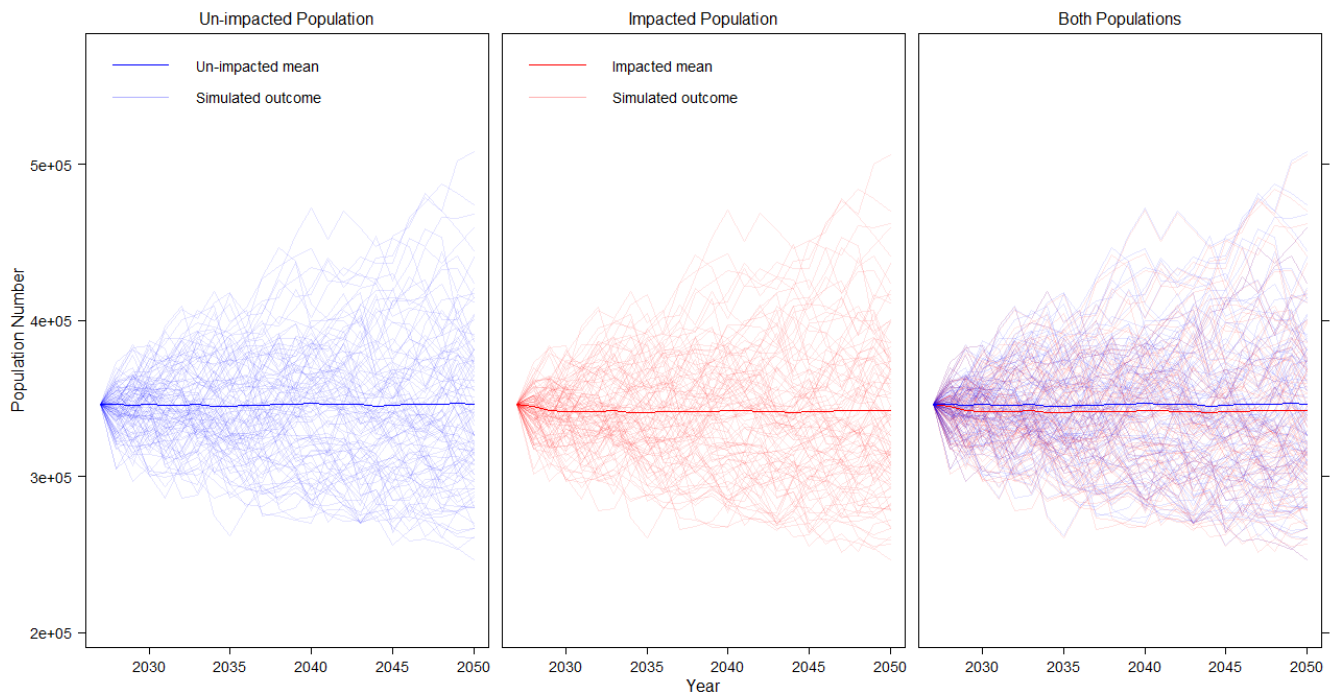 Un-impacted Population
Impacted Population
Both Populations
Un-impacted mean
Simulated outcome
Impacted mean
Simulated outcome
Population Number
5e+05
4e+05
3e+05
2e+05
2030 2035 2040 2045 2050
2030 2035 2040 2045 2050
2030 2035 2040 2045 2050
Year